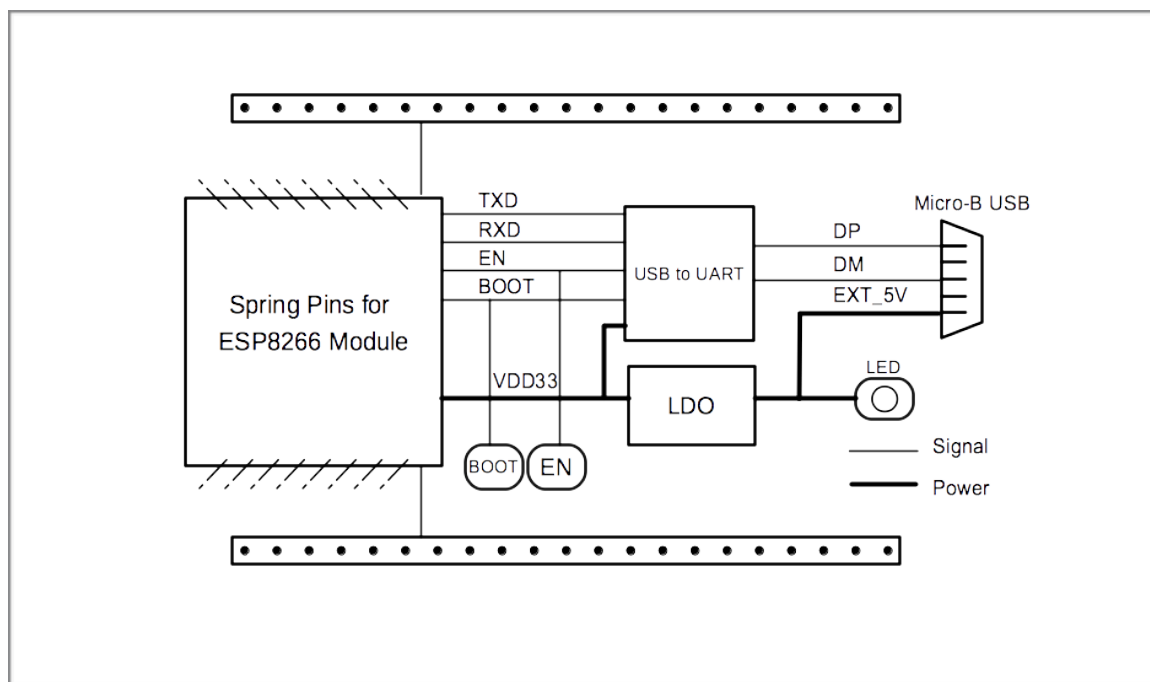 TXD
Micro-B USB
RXD
DP
EN
USB to UART
DM
BOOT
EXT_5V
Spring Pins for
ESP8266 Module
VDD33
LED
LDO
Signal
BOOT
EN
Power